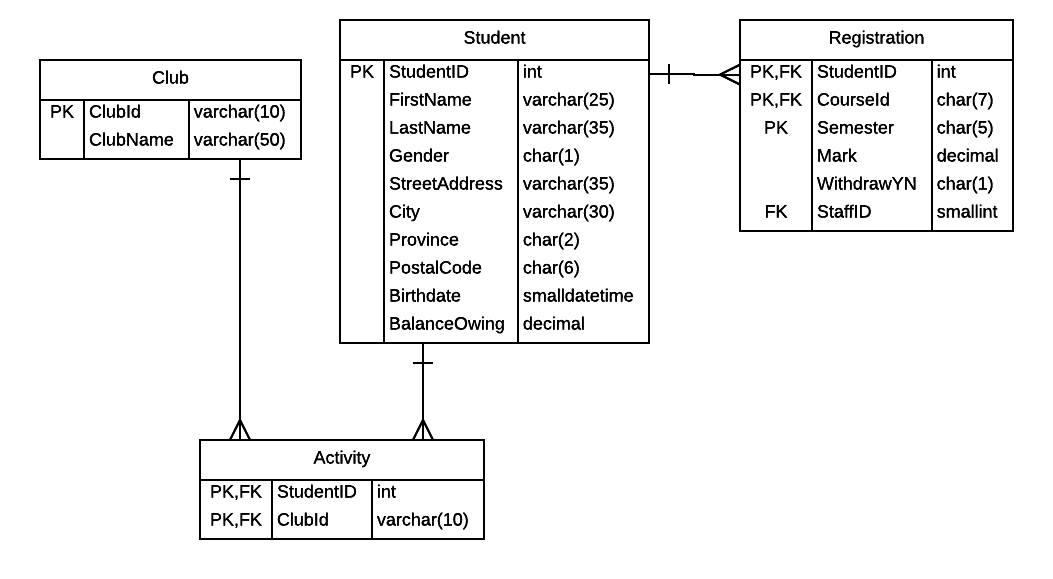 Club
PK ClubId varchar(10)
ClubName varchar(50)
Student
PK StudentID int
FirstName varchar(25)
LastName varchar(35)
Gender char(1)
StreetAddress varchar(35)
City varchar(30)
Province char(2)
PostalCode char(6)
Birthdate smalldatetime
BalanceOwing decimal
Registration
PK,FK StudentID int
PK,FK CourseId char(7)
PK Semester char(5)
Mark decimal
WithdrawYN char(1)
FK StaffID smallint
Activity
PK,FK StudentID int
PK,FK ClubId varchar(10)